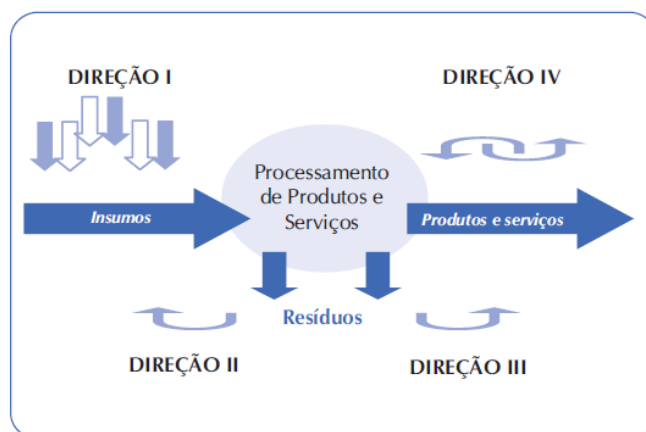 DIREÇÃO I
DIREÇÃO IV
Processamento
de Produtos e
Serviços
Insumos
Produtos e serviços
Resíduos
DIREÇÃO II
DIREÇÃO III